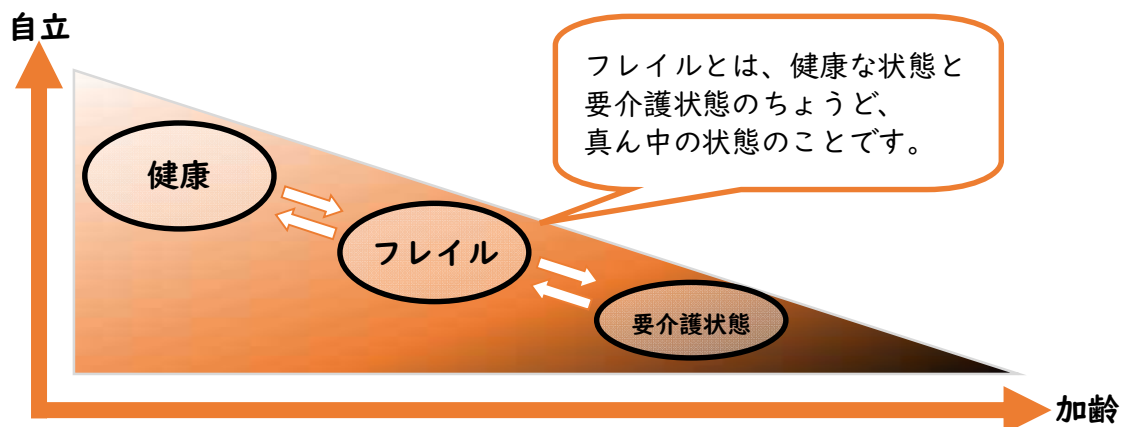 自立
フレイルとは、健康な状態と
要介護状態のちょうど、
真ん中の状態のことです。
健康
フレイル
要介護状態
加齢